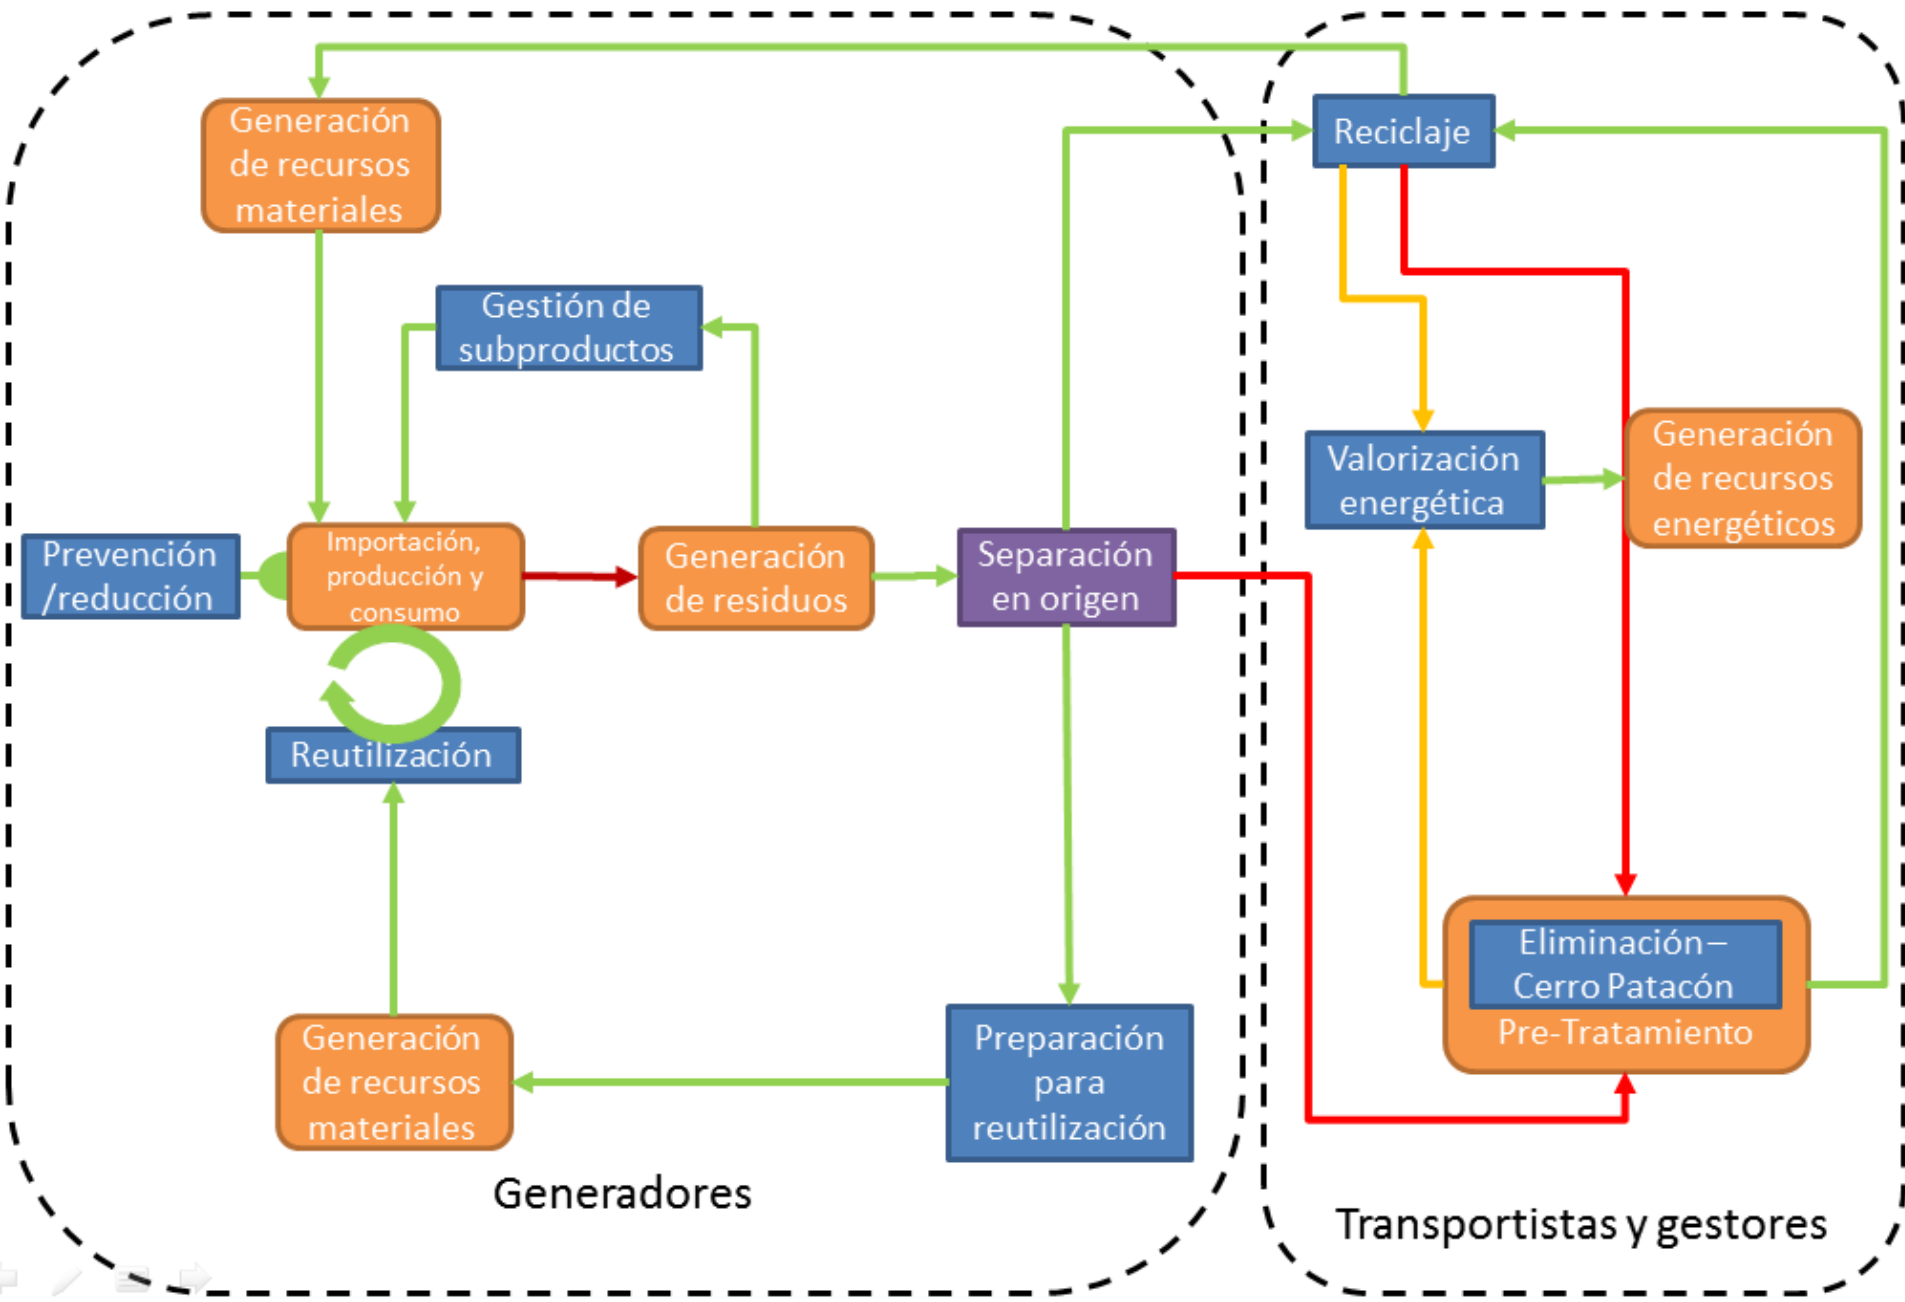 Generación
de recursos
materiales
Reciclaje
Gestión de
subproductos
Valorización
energética
Generación
de recursos
energéticos
Prevención
/reducción
Importación,
producción y
consumo
Generación
de residuos
Separación
en origen
Reutilización
Eliminación –
Cerro Patacón
Pre-Tratamiento
Generación
de recursos
materiales
Preparación
para
reutilización
Generadores
Transportistas y gestores